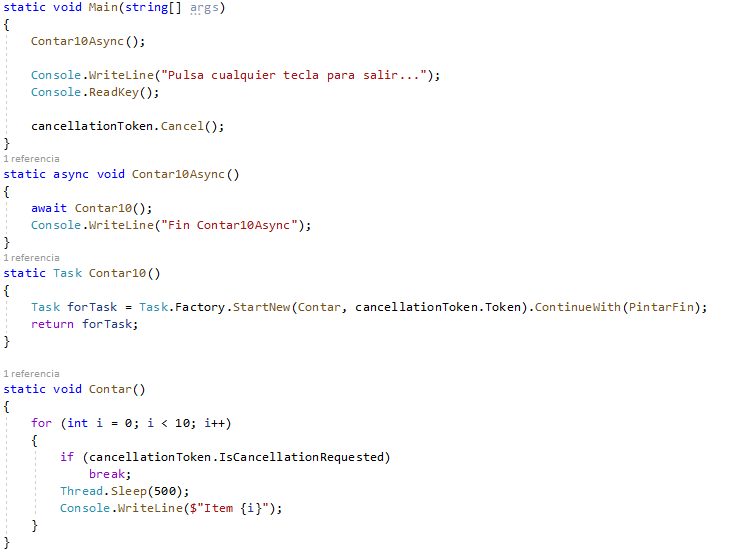 static void Main(string[] args)
{
    Contar10Async();

    Console.WriteLine("Pulsa cualquier tecla para salir...");
    Console.ReadKey();

    cancellationToken.Cancel();
}
1 referencia
static async void Contar10Async()
{
    await Contar10();
    Console.WriteLine("Fin Contar10Async");
}
1 referencia
static Task Contar10()
{
    Task forTask = Task.Factory.StartNew(Contar, cancellationToken.Token).ContinueWith(PintarFin);
    return forTask;
}

1 referencia
static void Contar()
{
    for (int i = 0; i < 10; i++)
    {
        if (cancellationToken.IsCancellationRequested)
            break;
        Thread.Sleep(500);
        Console.WriteLine($"Item {i}");
    }
}